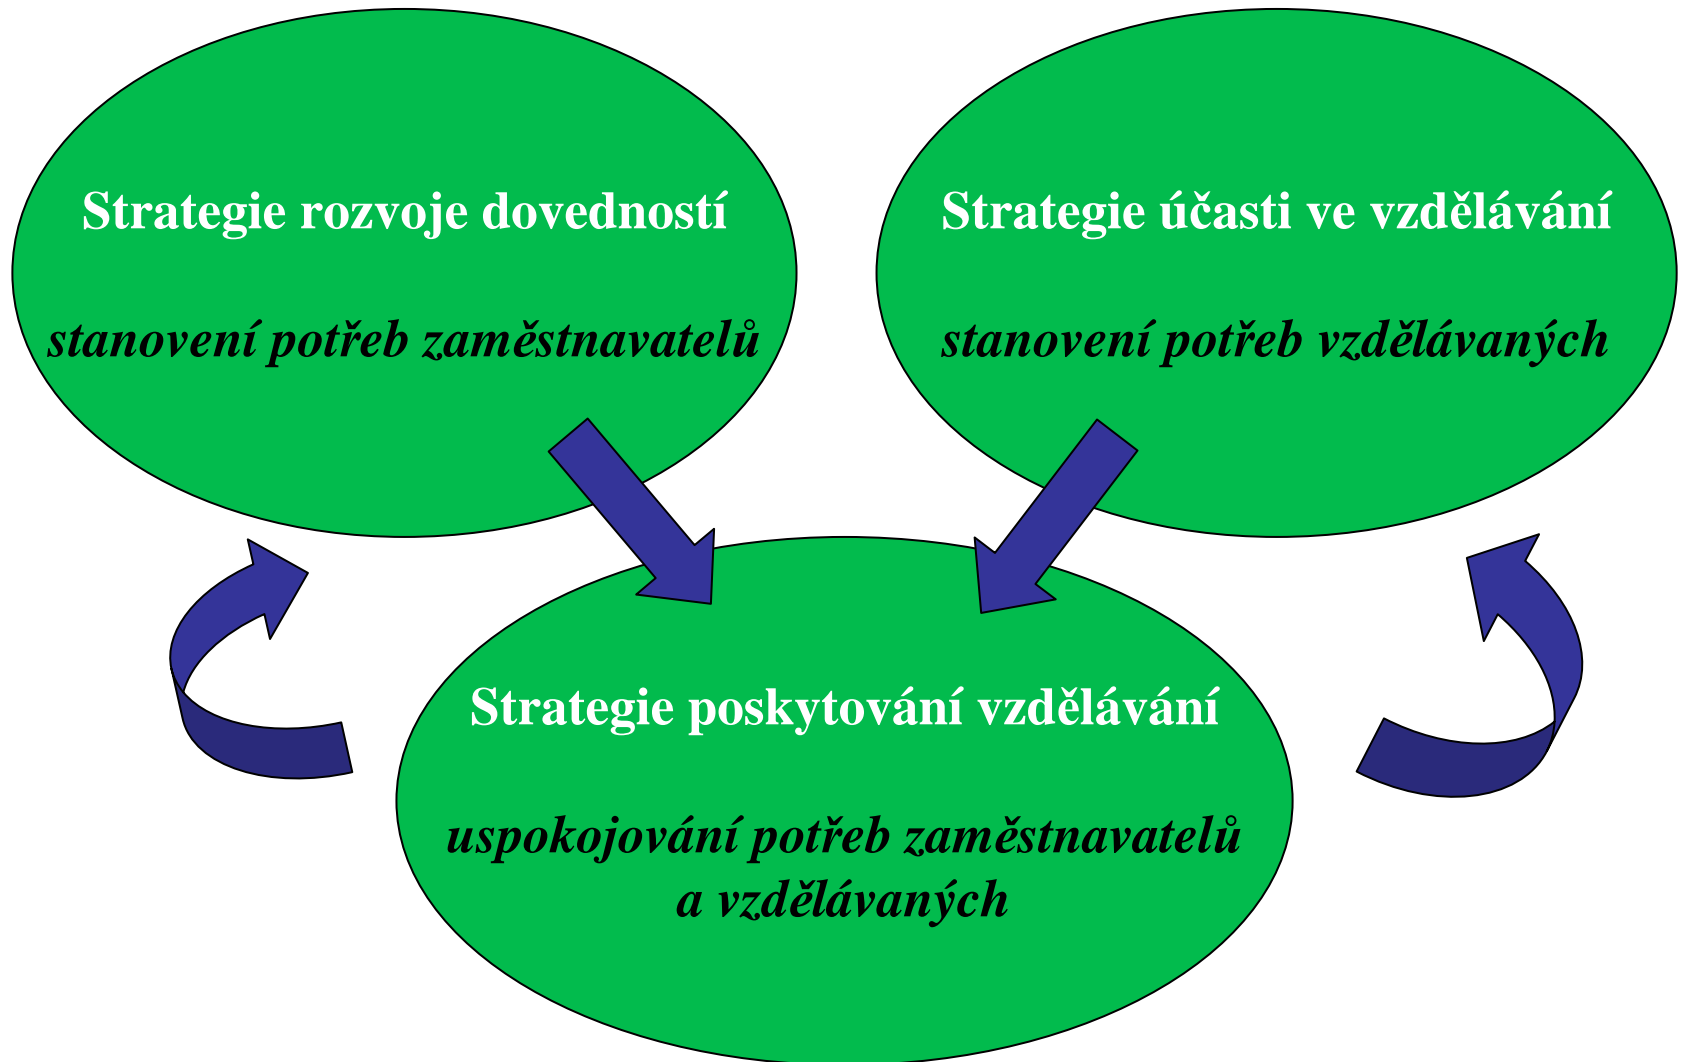 Strategie rozvoje dovedností
stanovení potřeb zaměstnavatelů
Strategie účasti ve vzdělávání
stanovení potřeb vzdělávaných
Strategie poskytování vzdělávání
uspokojování potřeb zaměstnavatelů
a vzdělávaných